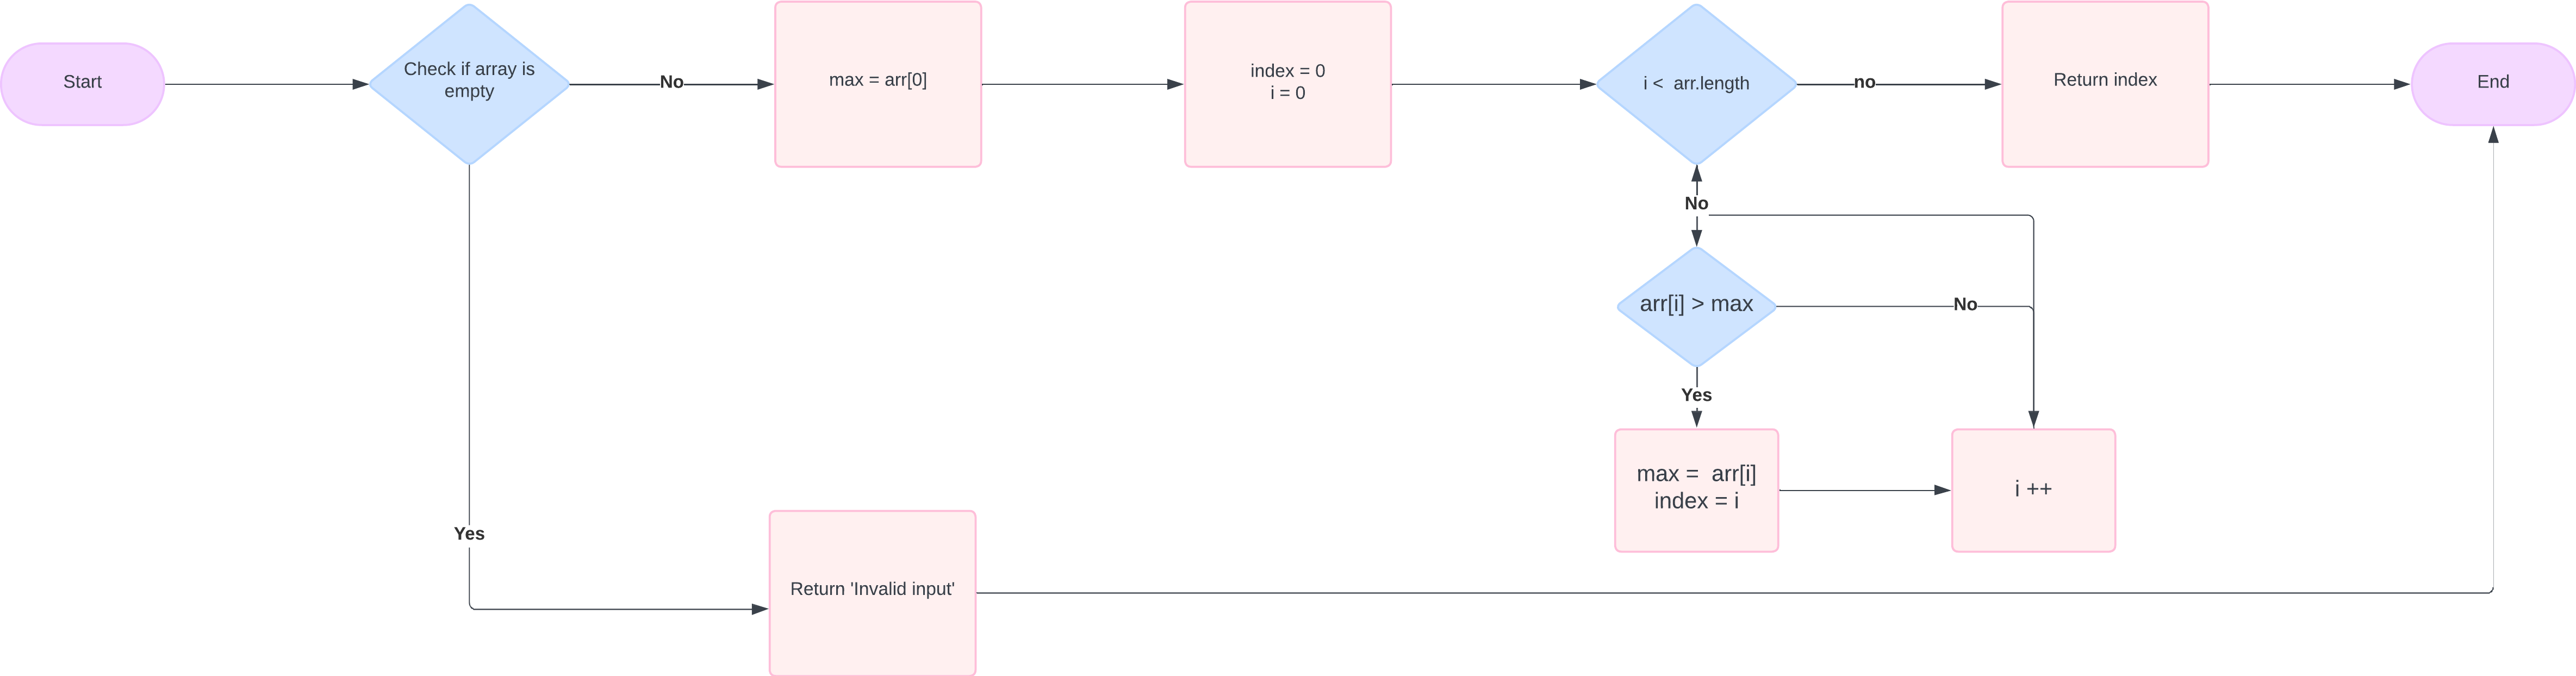 Start
Check if array is
empty
No
max = arr[0]
index = 0
i = 0
i <  arr.length
no
Return index
End
No
arr[i] > max
No
Yes
max =  arr[i]
index = i
i ++
Yes
Return 'Invalid input'